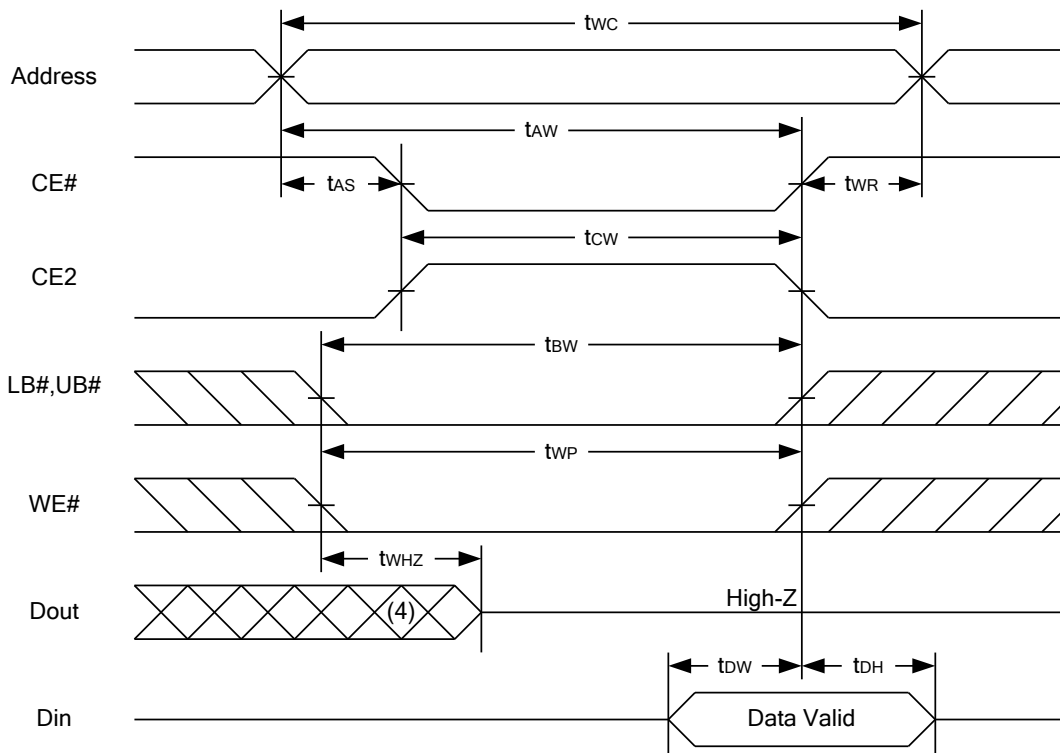 tWC
Address
tAW
CE#
tAS
tWR
tCW
CE2
tBW
LB#,UB#
tWP
WE#
tWHZ
Dout
(4)
High-Z
tDW
tDH
Din
Data Valid